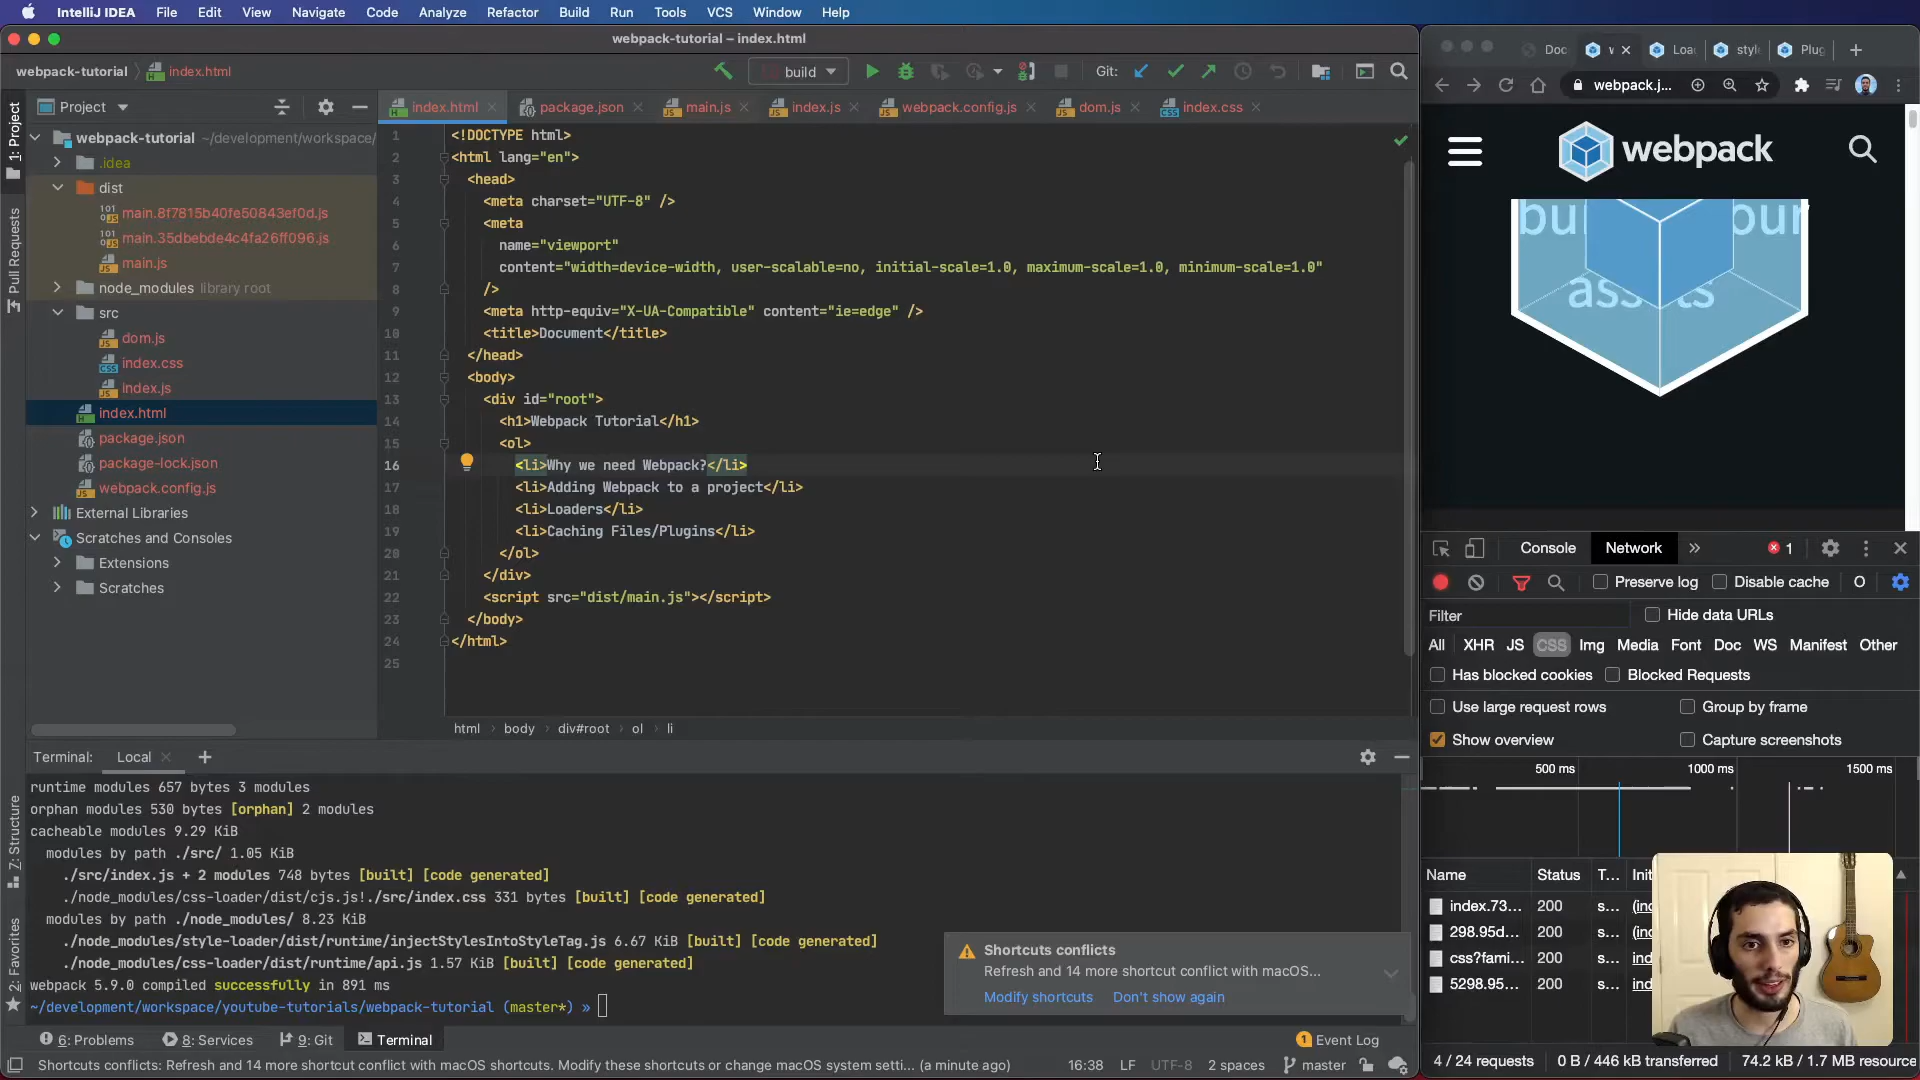 IntelliJ IDEA File Edit View Navigate Code Analyze Refactor Build Run Tools VCS Window Help
webpack-tutorial – index.html
webpack-tutorial index.html
build
Git:
1: Project
Pull Requests
7: Structure
2: Favorites
Project
webpack-tutorial ~/development/workspace/
.idea
dist
main.8f7815b40fe50843ef0d.js
main.35dbebde4c4fa26ff096.js
main.js
node_modules library root
src
dom.js
index.css
index.js
index.html
package.json
package-lock.json
webpack.config.js
External Libraries
Scratches and Consoles
Extensions
Scratches
index.html package.json main.js index.js webpack.config.js dom.js index.css
1 <!DOCTYPE html>
2 <html lang="en">
3 <head>
4 <meta charset="UTF-8" />
5 <meta
6 name="viewport"
7 content="width=device-width, user-scalable=no, initial-scale=1.0, maximum-scale=1.0, minimum-scale=1.0"
8 />
9 <meta http-equiv="X-UA-Compatible" content="ie=edge" />
10 <title>Document</title>
11 </head>
12 <body>
13 <div id="root">
14 <h1>Webpack Tutorial</h1>
15 <ol>
16 <li>Why we need Webpack?</li>
17 <li>Adding Webpack to a project</li>
18 <li>Loaders</li>
19 <li>Caching Files/Plugins</li>
20 </ol>
21 </div>
22 <script src="dist/main.js"></script>
23 </body>
24 </html>
25
html body div#root ol li
Terminal: Local
runtime modules 657 bytes 3 modules
orphan modules 530 bytes [orphan] 2 modules
cacheable modules 9.29 KiB
modules by path ./src/ 1.05 KiB
./src/index.js + 2 modules 748 bytes [built] [code generated]
./node_modules/css-loader/dist/cjs.js!./src/index.css 331 bytes [built] [code generated]
modules by path ./node_modules/ 8.23 KiB
./node_modules/style-loader/dist/runtime/injectStylesIntoStyleTag.js 6.67 KiB [built] [code generated]
./node_modules/css-loader/dist/runtime/api.js 1.57 KiB [built] [code generated]
webpack 5.9.0 compiled successfully in 891 ms
~/development/workspace/youtube-tutorials/webpack-tutorial (master*) »
Shortcuts conflicts
Refresh and 14 more shortcut conflict with macOS...
Modify shortcuts Don't show again
6: Problems 8: Services 9: Git Terminal 1 Event Log
Shortcuts conflicts: Refresh and 14 more shortcut conflict with macOS shortcuts. Modify these shortcuts or change macOS system setti... (a minute ago) 16:38 LF UTF-8 2 spaces master
Doc w Loa styl Plug
webpack.j...
webpack
bu
assets
Console Network » 1
Preserve log Disable cache O
Filter Hide data URLs
All XHR JS CSS Img Media Font Doc WS Manifest Other
Has blocked cookies Blocked Requests
Use large request rows Group by frame
Show overview Capture screenshots
500 ms 1000 ms 1500 ms
Name Status T... Init
index.73... 200 s... (inc
298.95d... 200 s... (inc
css?fami... 200 s... ind
5298.95... 200 s... ind
4 / 24 requests 0 B / 446 kB transferred 74.2 kB / 1.7 MB resource